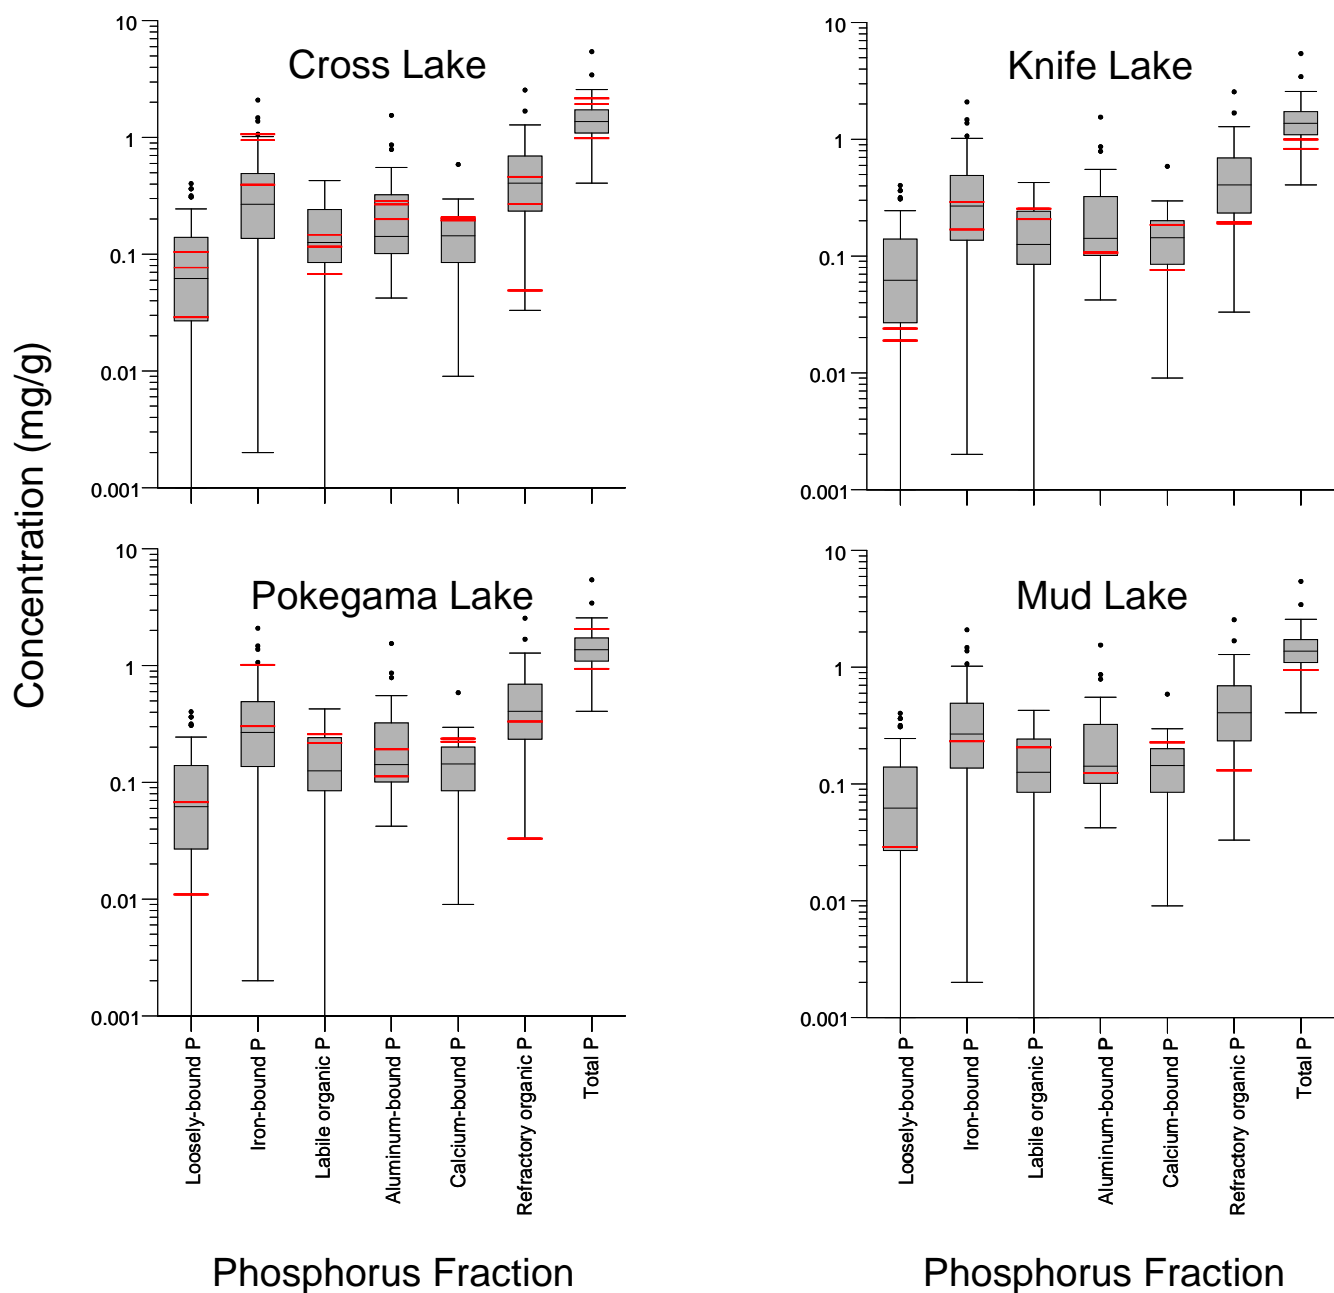 Concentration (mg/g)
Cross Lake
10
1
0.1
0.01
0.001
Knife Lake
10
1
0.1
0.01
0.001
Pokegama Lake
10
1
0.1
0.01
0.001
Loosely-bound P
Iron-bound P
Labile organic P
Aluminum-bound P
Calcium-bound P
Refractory organic P
Total P
Phosphorus Fraction
Mud Lake
10
1
0.1
0.01
0.001
Loosely-bound P
Iron-bound P
Labile organic P
Aluminum-bound P
Calcium-bound P
Refractory organic P
Total P
Phosphorus Fraction